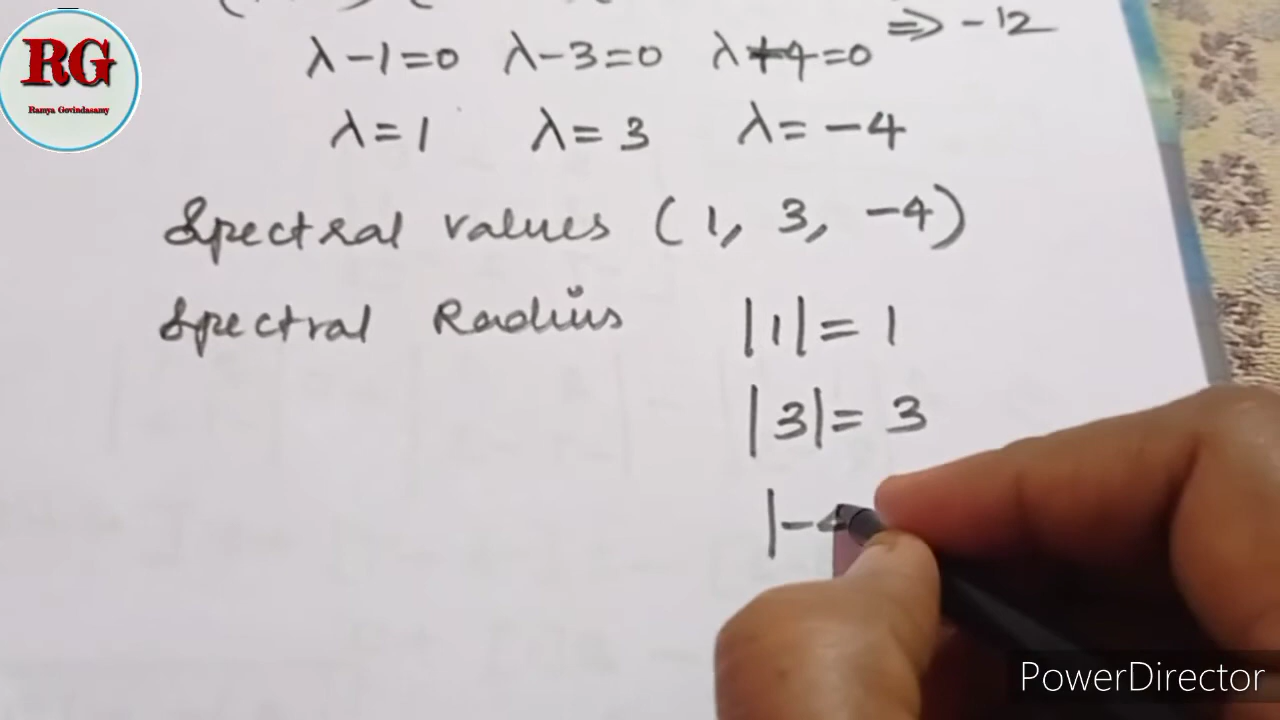 RG
Ramya Govindasamy
⇒ -12
λ-1=0 λ-3=0 λ+4=0
λ=1 λ=3 λ=-4
Spectral values (1, 3, -4)
Spectral Radius |1|= 1
|3|= 3
|-4
PowerDirector